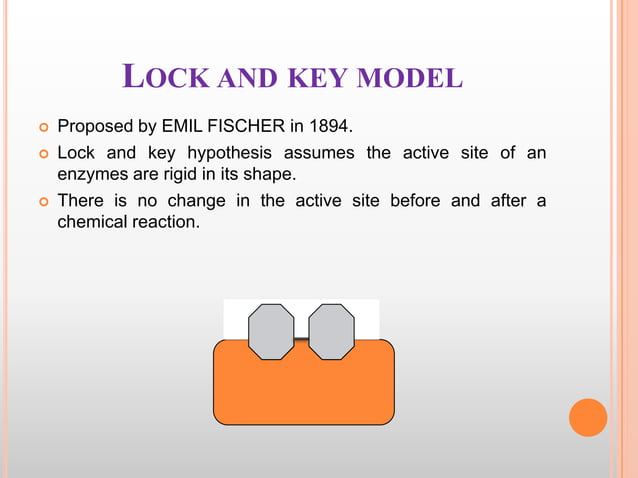 LOCK AND KEY MODEL
Proposed by EMIL FISCHER in 1894.
Lock and key hypothesis assumes the active site of an
enzymes are rigid in its shape.
There is no change in the active site before and after a
chemical reaction.